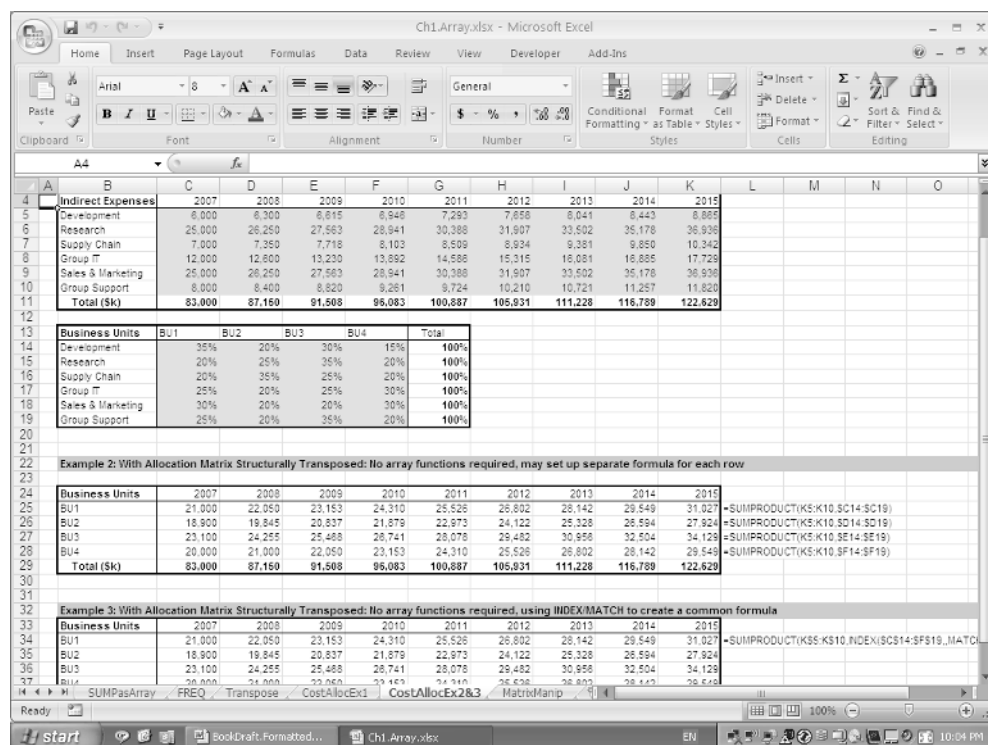 Ch1.Array.xlsx - Microsoft Excel
Home Insert Page Layout Formulas Data Review View Developer Add-Ins
Paste
Arial 8
B I U
General
$ % ,
Conditional Formatting
Format as Table
Cell Styles
Insert
Delete
Format
Σ
Sort & Filter
Find & Select
Clipboard Font Alignment Number Styles Cells Editing
A4 fx
A B C D E F G H I J K L M N O
4 Indirect Expenses 2007 2008 2009 2010 2011 2012 2013 2014 2015
5 Development 6,000 6,300 6,615 6,946 7,293 7,658 8,041 8,443 8,865
6 Research 25,000 26,250 27,563 28,941 30,388 31,907 33,502 35,178 36,936
7 Supply Chain 7,000 7,350 7,718 8,103 8,509 8,934 9,381 9,850 10,342
8 Group IT 12,000 12,600 13,230 13,892 14,586 15,315 16,081 16,885 17,729
9 Sales & Marketing 25,000 26,250 27,563 28,941 30,388 31,907 33,502 35,178 36,936
10 Group Support 8,000 8,400 8,820 9,261 9,724 10,210 10,721 11,257 11,820
11 Total ($k) 83,000 87,150 91,508 96,083 100,887 105,931 111,228 116,789 122,629
12
13 Business Units BU1 BU2 BU3 BU4 Total
14 Development 35% 20% 30% 15% 100%
15 Research 20% 25% 35% 20% 100%
16 Supply Chain 20% 35% 25% 20% 100%
17 Group IT 25% 20% 25% 30% 100%
18 Sales & Marketing 30% 20% 20% 30% 100%
19 Group Support 25% 20% 35% 20% 100%
20
21
22 Example 2: With Allocation Matrix Structurally Transposed: No array functions required, may set up separate formula for each row
23
24 Business Units 2007 2008 2009 2010 2011 2012 2013 2014 2015
25 BU1 21,000 22,050 23,153 24,310 25,526 26,802 28,142 29,549 31,027 =SUMPRODUCT(K5:K10,$C14:$C19)
26 BU2 18,900 19,845 20,837 21,879 22,973 24,122 25,328 26,594 27,924 =SUMPRODUCT(K5:K10,$D14:$D19)
27 BU3 23,100 24,255 25,468 26,741 28,078 29,482 30,956 32,504 34,129 =SUMPRODUCT(K5:K10,$E14:$E19)
28 BU4 20,000 21,000 22,050 23,153 24,310 25,526 26,802 28,142 29,549 =SUMPRODUCT(K5:K10,$F14:$F19)
29 Total ($k) 83,000 87,150 91,508 96,083 100,887 105,931 111,228 116,789 122,629
30
31
32 Example 3: With Allocation Matrix Structurally Transposed: No array functions required, using INDEX/MATCH to create a common formula
33 Business Units 2007 2008 2009 2010 2011 2012 2013 2014 2015
34 BU1 21,000 22,050 23,153 24,310 25,526 26,802 28,142 29,549 31,027 =SUMPRODUCT(K$5:K$10,INDEX($C$14:$F$19,,MATCH
35 BU2 18,900 19,845 20,837 21,879 22,973 24,122 25,328 26,594 27,924
36 BU3 23,100 24,255 25,468 26,741 28,078 29,482 30,956 32,504 34,129
37 BU4 20,000 21,000 22,050 23,153 24,310 25,526 26,802 28,142 29,549
SUMPasArray FREQ Transpose CostAllocEx1 CostAllocEx2&3 MatrixManip
Ready 100%
start BookDraft.Formatted... Ch1.Array.xlsx EN 10:04 PM